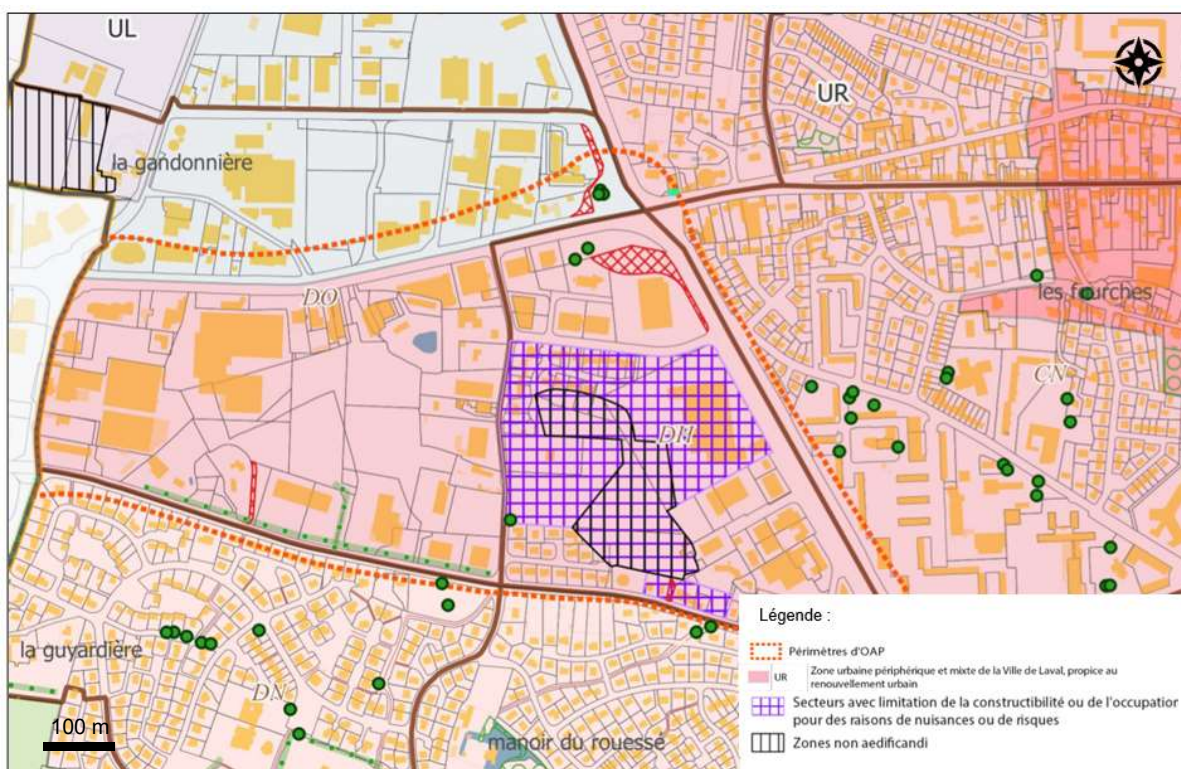 UL
UR
la gandonnière
DO
les fourches
CN
DH
la guyardière
DN
100 m
manoir du rouessé
Légende :
Périmètres d'OAP
UR Zone urbaine périphérique et mixte de la Ville de Laval, propice au
renouvellement urbain
Secteurs avec limitation de la constructibilité ou de l'occupation
pour des raisons de nuisances ou de risques
Zones non aedificandi